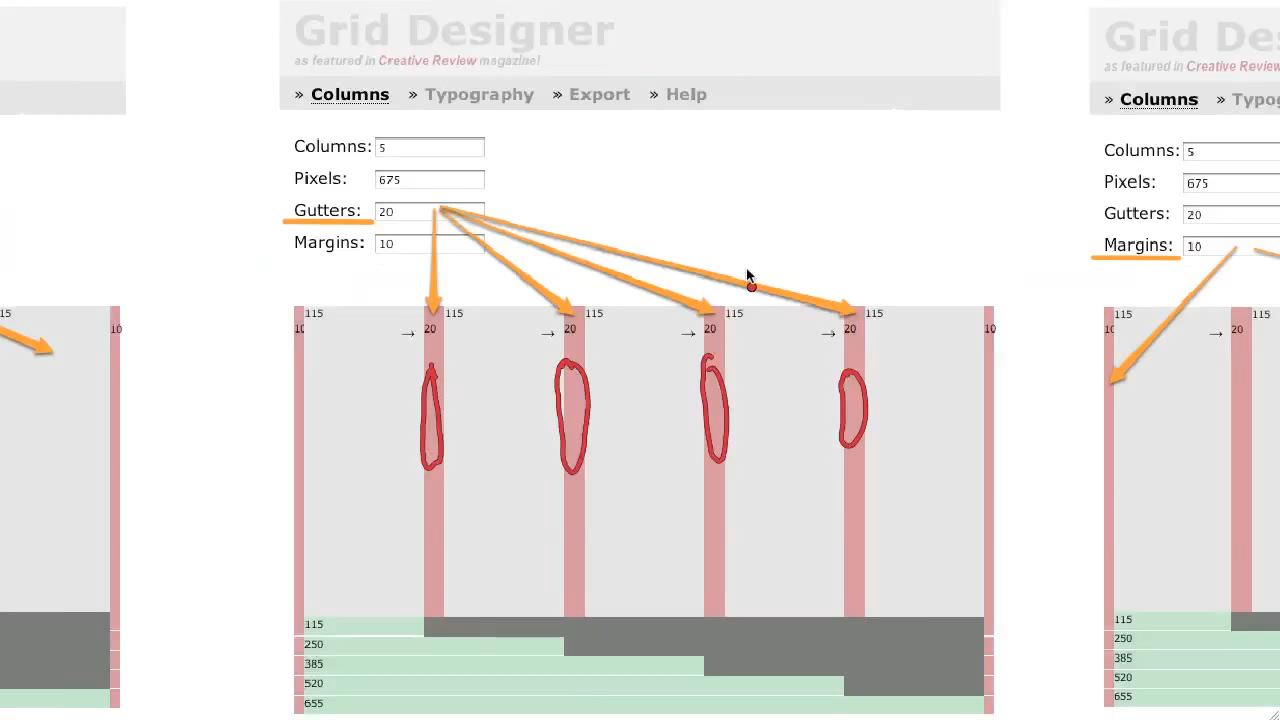 Grid Designer
as featured in Creative Review magazine!
» Columns » Typography » Export » Help
Columns: 5
Pixels: 675
Gutters: 20
Margins: 10
115 115 115 115 115
10 → 20 → 20 → 20 → 20 10
115
250
385
520
655
15
10
Grid Des
as featured in Creative Review
» Columns » Typo
Columns: 5
Pixels: 675
Gutters: 20
Margins: 10
115 115
10 → 20
115
250
385
520
655